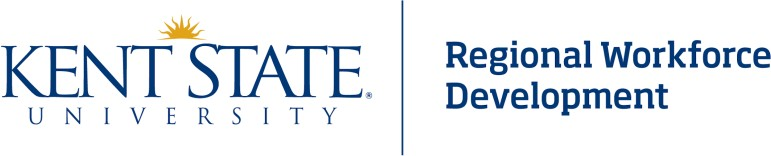 KENT STATE®
UNIVERSITY
Regional Workforce
Development